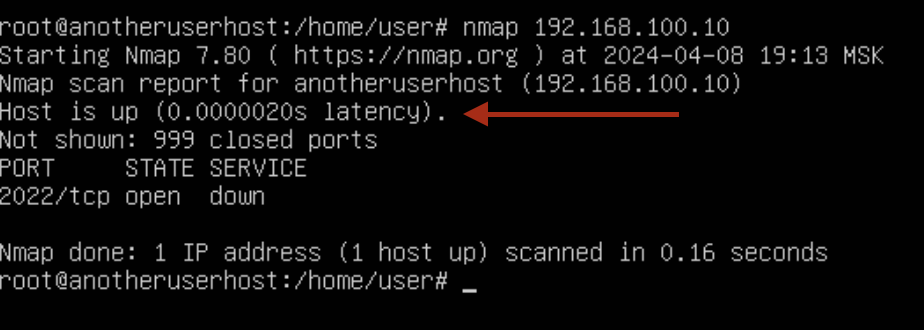 root@anotheruserhost:/home/user# nmap 192.168.100.10
Starting Nmap 7.80 ( https://nmap.org ) at 2024-04-08 19:13 MSK
Nmap scan report for anotheruserhost (192.168.100.10)
Host is up (0.0000020s latency).
Not shown: 999 closed ports
PORT     STATE SERVICE
2022/tcp open  down

Nmap done: 1 IP address (1 host up) scanned in 0.16 seconds
root@anotheruserhost:/home/user# _